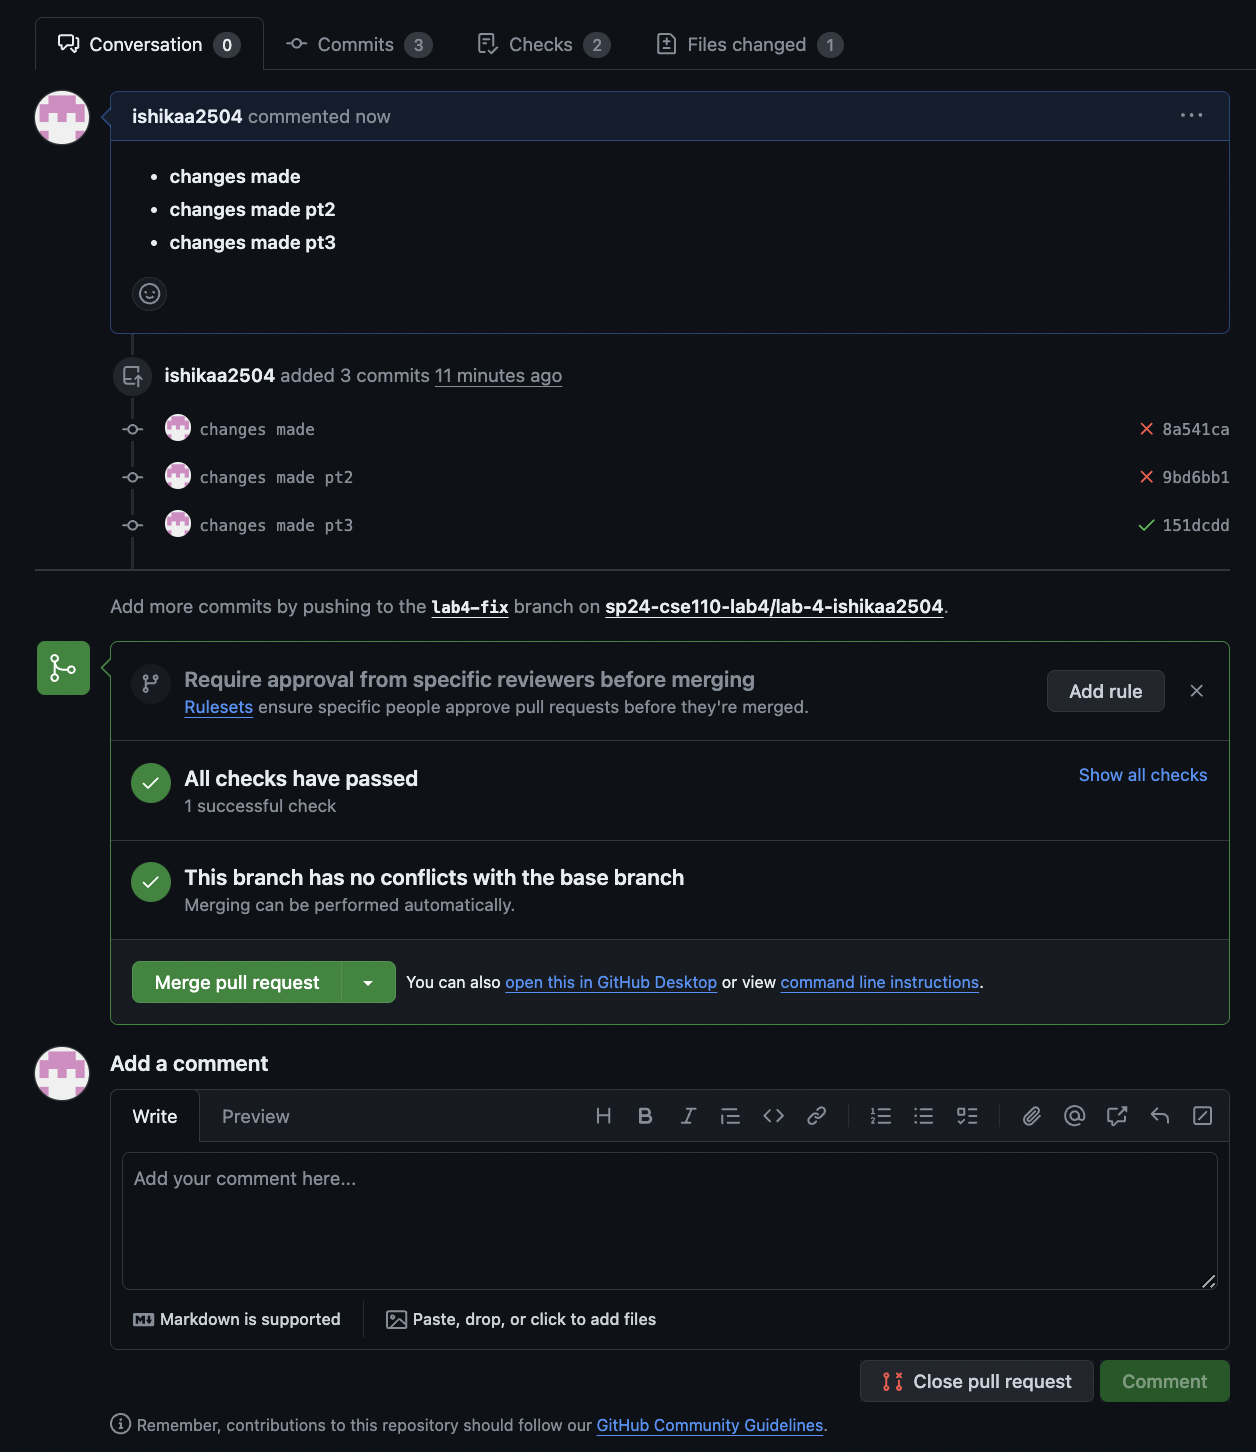 Conversation 0 Commits 3 Checks 2 Files changed 1
ishikaa2504 commented now
• changes made
• changes made pt2
• changes made pt3
ishikaa2504 added 3 commits 11 minutes ago
changes made 8a541ca
changes made pt2 9bd6bb1
changes made pt3 151dcdd
Add more commits by pushing to the lab4-fix branch on sp24-cse110-lab4/lab-4-ishikaa2504.
Require approval from specific reviewers before merging
Rulesets ensure specific people approve pull requests before they're merged.
Add rule
All checks have passed
1 successful check
Show all checks
This branch has no conflicts with the base branch
Merging can be performed automatically.
Merge pull request You can also open this in GitHub Desktop or view command line instructions.
Add a comment
Write Preview
Add your comment here...
Markdown is supported Paste, drop, or click to add files
Close pull request Comment
Remember, contributions to this repository should follow our GitHub Community Guidelines.